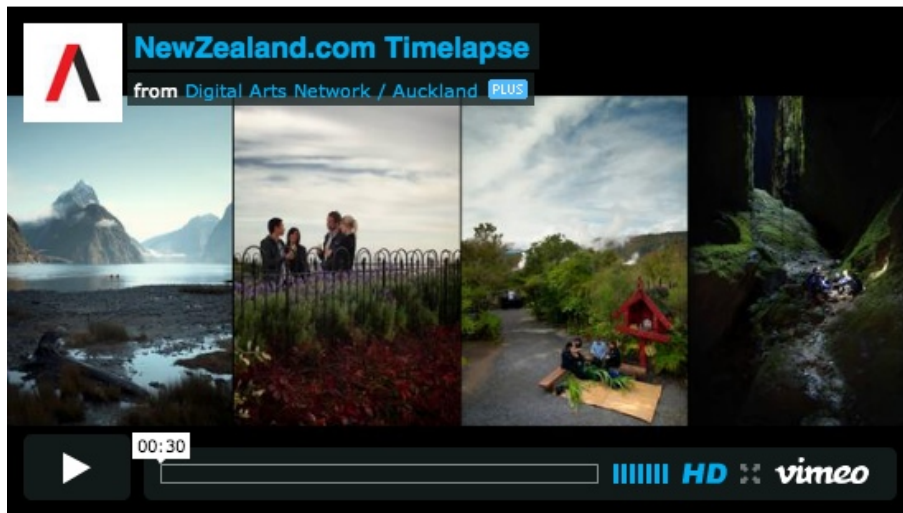 NewZealand.com Timelapse
from Digital Arts Network / Auckland PLUS
00:30
HD vimeo